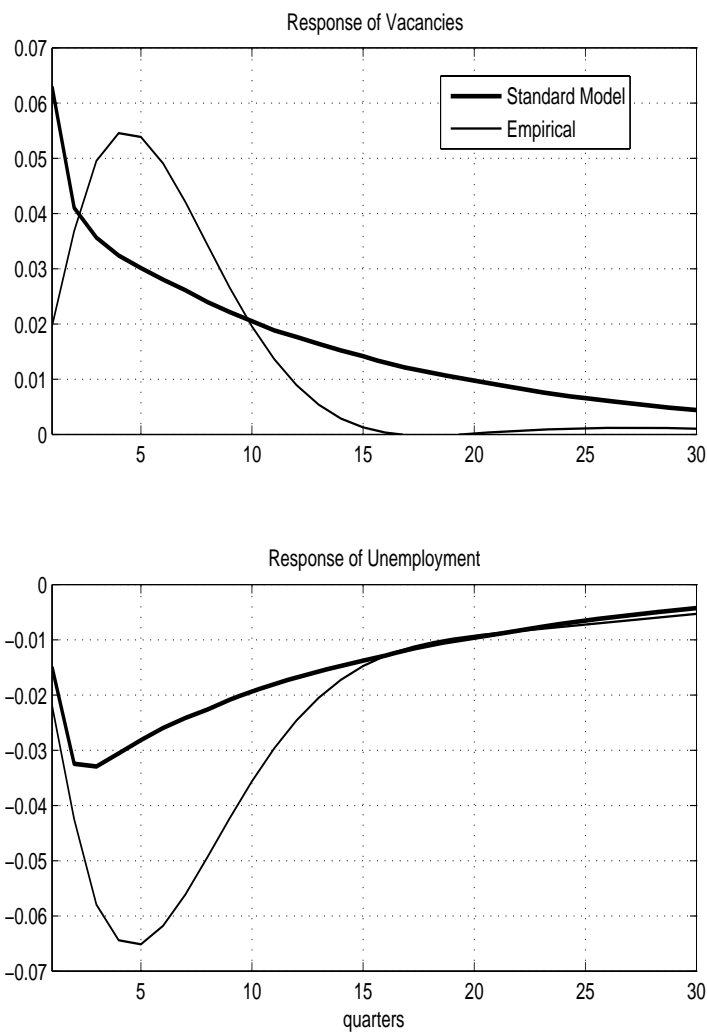 Response of Vacancies
0.07
0.06
0.05
0.04
0.03
0.02
0.01
0
Standard Model
Empirical
5 10 15 20 25 30
Response of Unemployment
0
−0.01
−0.02
−0.03
−0.04
−0.05
−0.06
−0.07
5 10 15 20 25 30
quarters